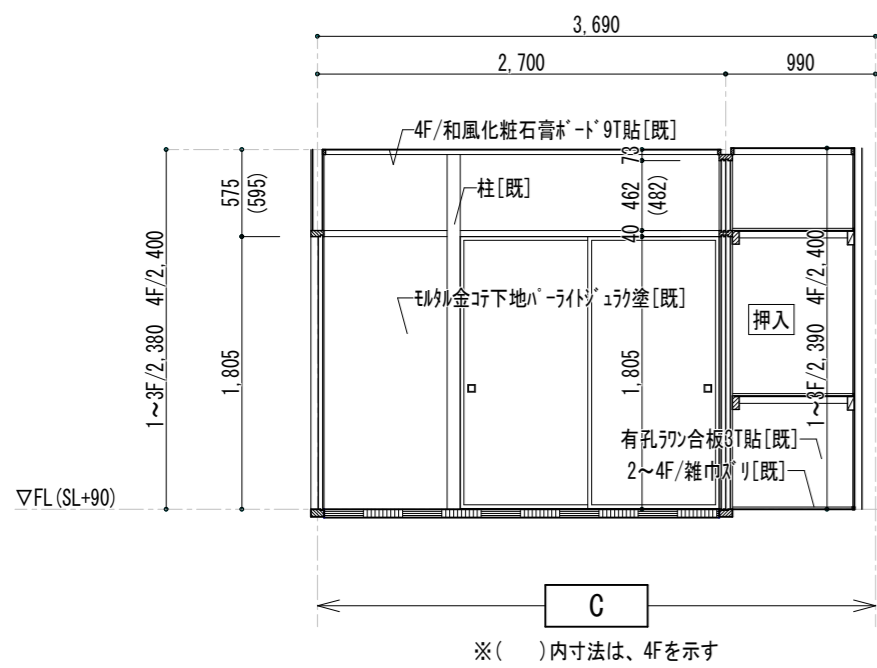 3,690
2,700
990
4F/和風化粧石膏ﾎﾞｰﾄﾞ9T貼[既]
73
575
(595)
柱[既]
462
(482)
40
1～3F/2,380 4F/2,400
1,805
ﾓﾙﾀﾙ金ｺﾃ下地ﾊﾟｰﾗｲﾄｼﾞｭﾗｸ塗[既]
1,805
押入
1～3F/2,390 4F/2,400
有孔ﾗﾜﾝ合板3T貼[既]
2～4F/雑巾ｽﾞﾘ[既]
▽FL(SL+90)
C
※( )内寸法は、4Fを示す